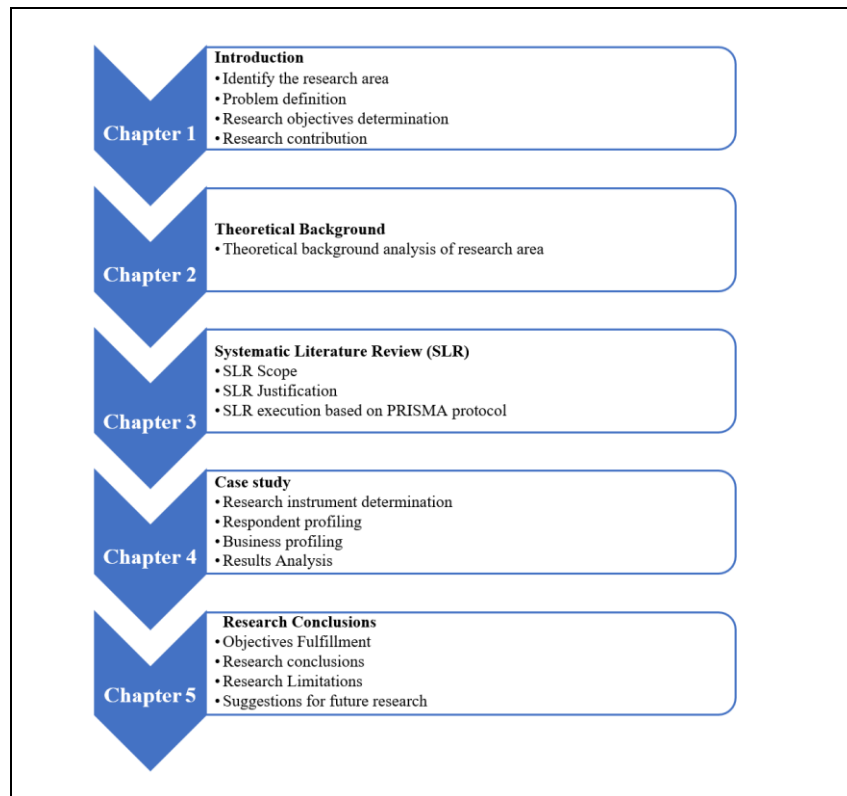 Introduction
• Identify the research area
• Problem definition
• Research objectives determination
• Research contribution
Chapter 1
Theoretical Background
• Theoretical background analysis of research area
Chapter 2
Systematic Literature Review (SLR)
• SLR Scope
• SLR Justification
• SLR execution based on PRISMA protocol
Chapter 3
Case study
• Research instrument determination
• Respondent profiling
• Business profiling
• Results Analysis
Chapter 4
Research Conclusions
• Objectives Fulfillment
• Research conclusions
• Research Limitations
• Suggestions for future research
Chapter 5